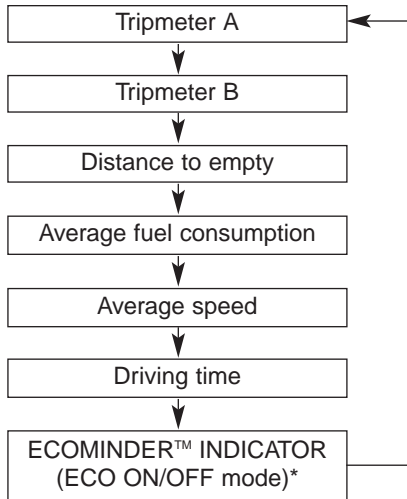 Tripmeter A
Tripmeter B
Distance to empty
Average fuel consumption
Average speed
Driving time
ECOMINDER™ INDICATOR
(ECO ON/OFF mode)*